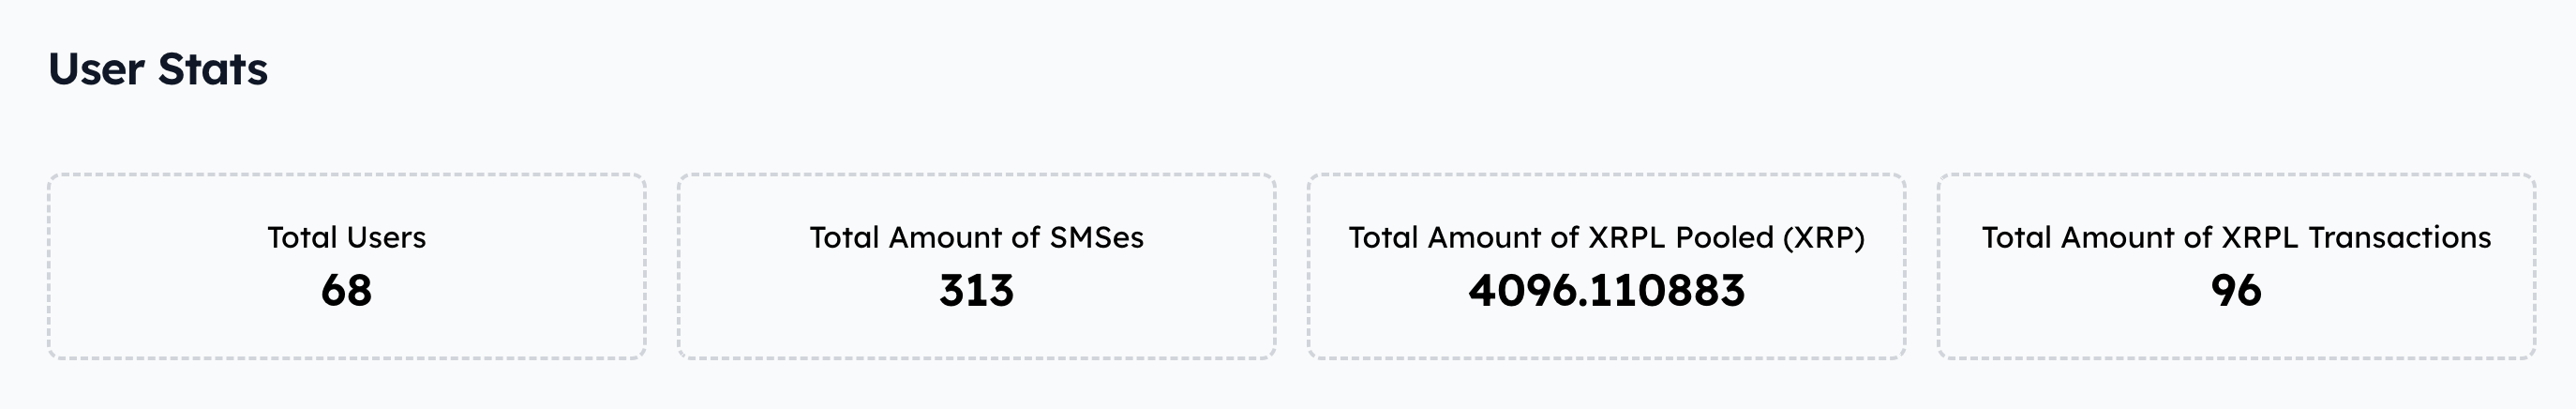 User Stats
Total Users
68
Total Amount of SMSes
313
Total Amount of XRPL Pooled (XRP)
4096.110883
Total Amount of XRPL Transactions
96